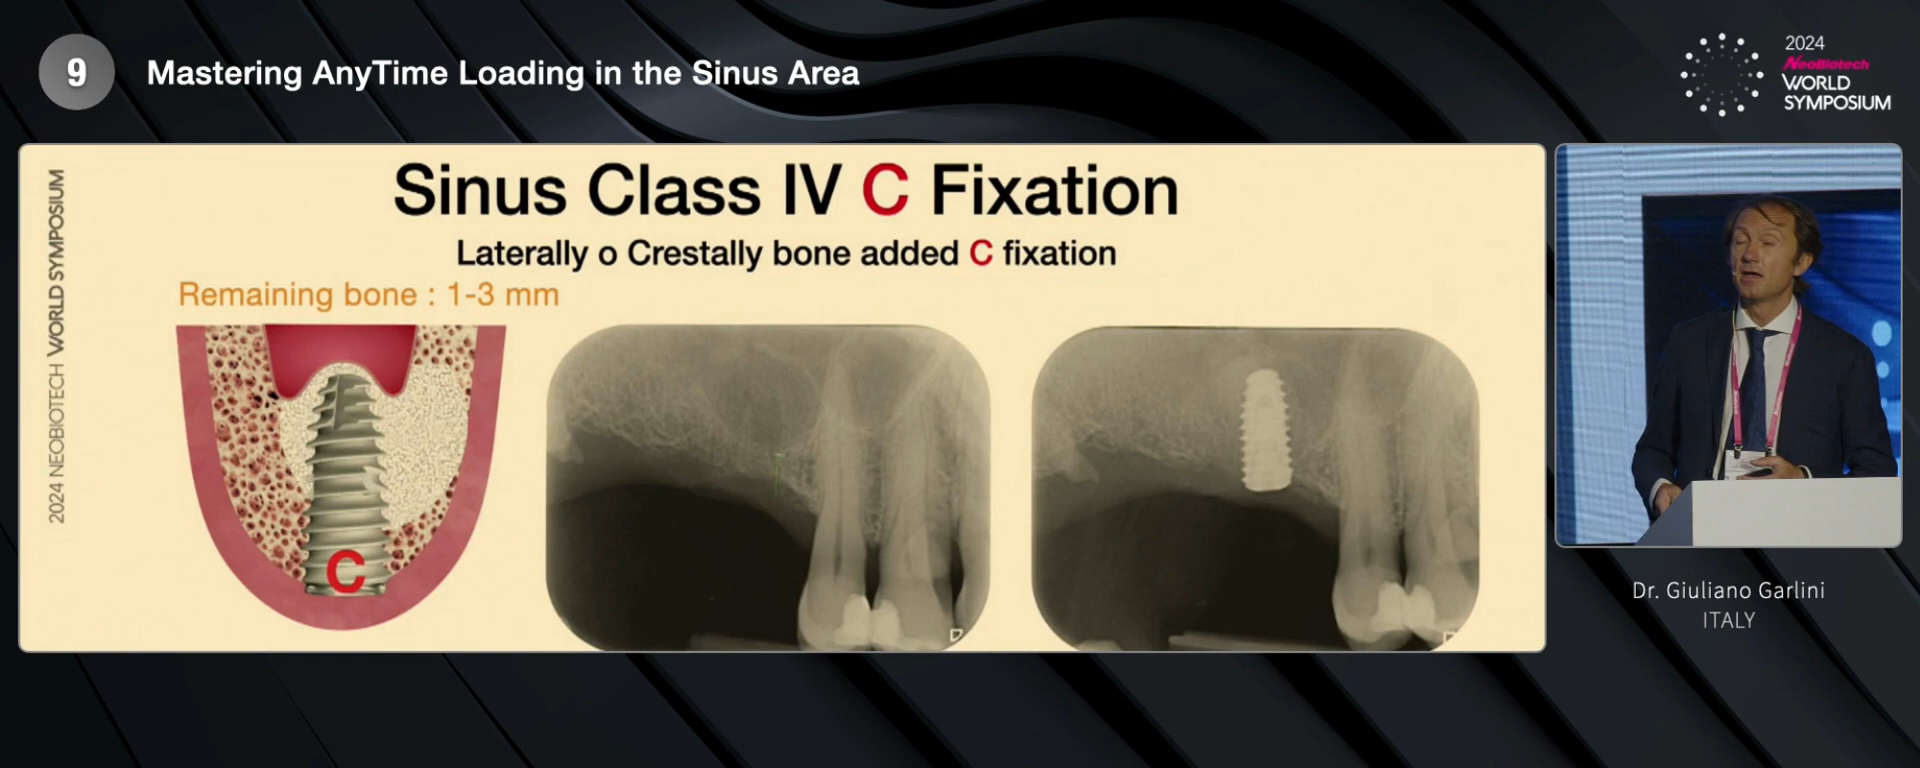 9
Mastering AnyTime Loading in the Sinus Area
2024
NeoBiotech
WORLD
SYMPOSIUM
2024 NEOBIOTECH WORLD SYMPOSIUM
Sinus Class IV C Fixation
Laterally o Crestally bone added C fixation
Remaining bone : 1-3 mm
C
Dr. Giuliano Garlini
ITALY